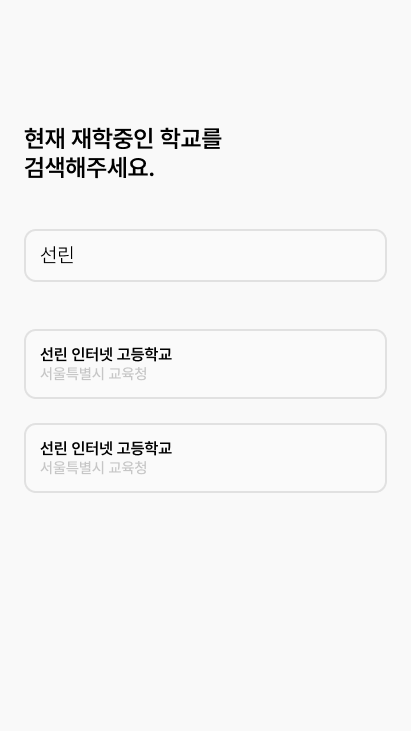 현재 재학중인 학교를
검색해주세요.
선린
선린 인터넷 고등학교
서울특별시 교육청
선린 인터넷 고등학교
서울특별시 교육청